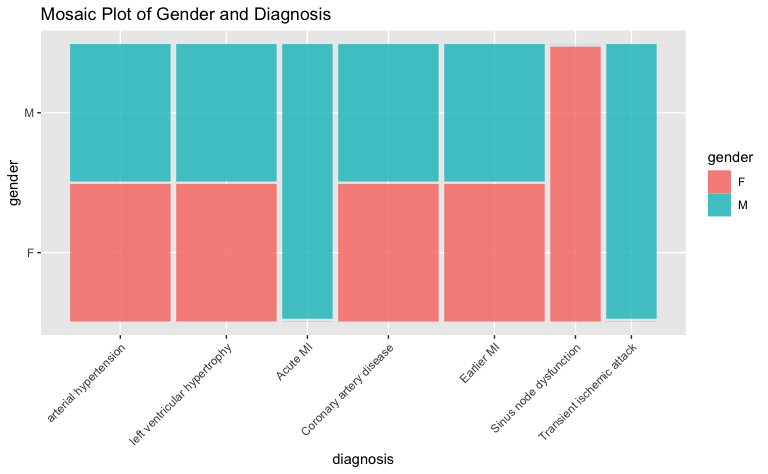 Mosaic Plot of Gender and Diagnosis
gender
M
F
arterial hypertension
left ventricular hypertrophy
Acute MI
Coronary artery disease
Earlier MI
Sinus node dysfunction
Transient ischemic attack
diagnosis
gender
F
M